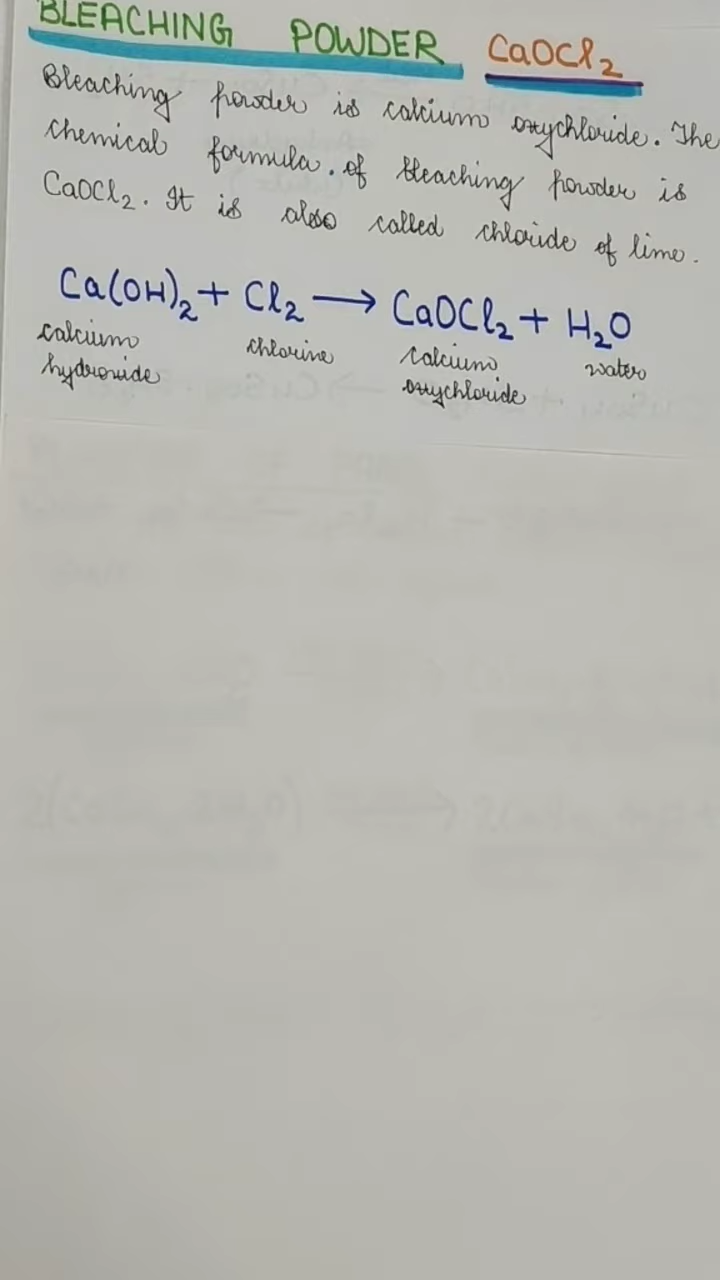 BLEACHING POWDER CaOCl₂
Bleaching powder is calcium oxychloride. The
chemical formula. of bleaching powder is
CaOCl₂. It is also called chloride of lime.
Ca(OH)₂ + Cl₂ → CaOCl₂ + H₂O
calcium hydroxide chlorine calcium oxychloride water